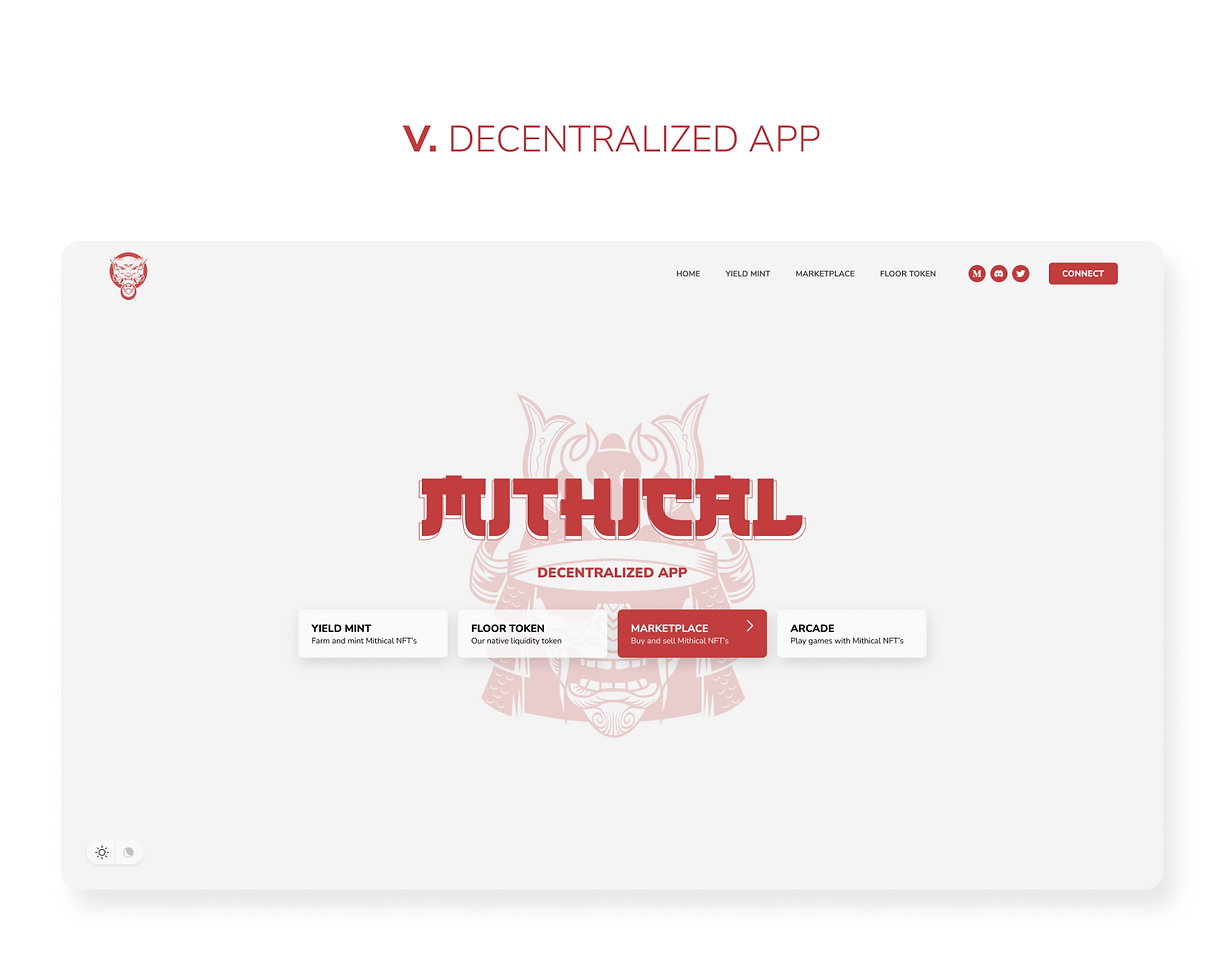 V. DECENTRALIZED APP
HOME YIELD MINT MARKETPLACE FLOOR TOKEN M CONNECT
MITHICAL
DECENTRALIZED APP
YIELD MINT
Farm and mint Mithical NFT's
FLOOR TOKEN
Our native liquidity token
MARKETPLACE
Buy and sell Mithical NFT's
ARCADE
Play games with Mithical NFT's